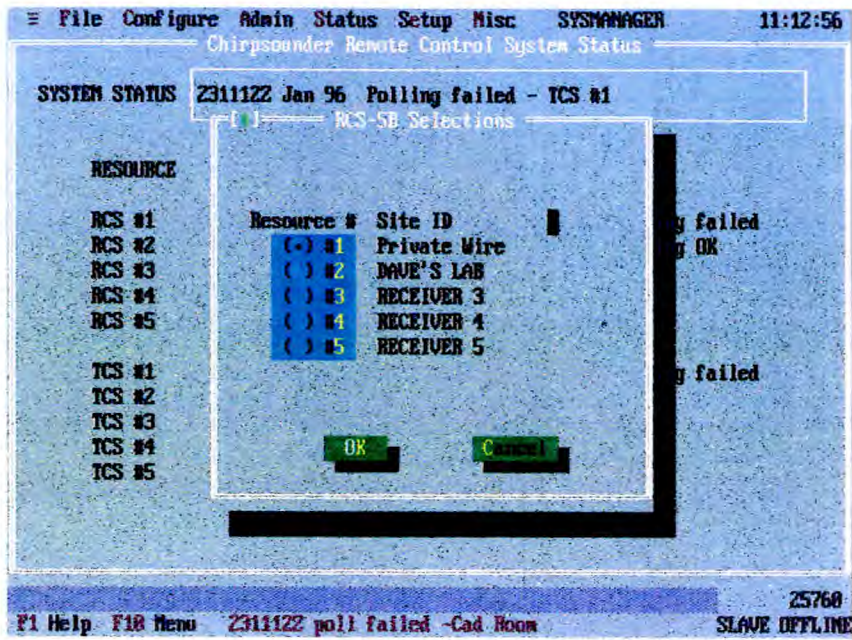 ≡ File Configure Admin Status Setup Misc SYSMANAGER 11:12:56
Chirpsounder Remote Control System Status
SYSTEM STATUS 231112Z Jan 96 Polling failed - TCS #1
RCS-5B Selections
RESOURCE
Resource # Site ID
RCS #1 g failed
(•) #1 Private Wire
RCS #2 g OK
( ) #2 DAVE'S LAB
RCS #3
( ) #3 RECEIVER 3
RCS #4
( ) #4 RECEIVER 4
RCS #5
( ) #5 RECEIVER 5
TCS #1 g failed
TCS #2
TCS #3
TCS #4
TCS #5
OK Cancel
25760
F1 Help F10 Menu 231112Z poll failed -Cad Room SLAVE OFFLINE